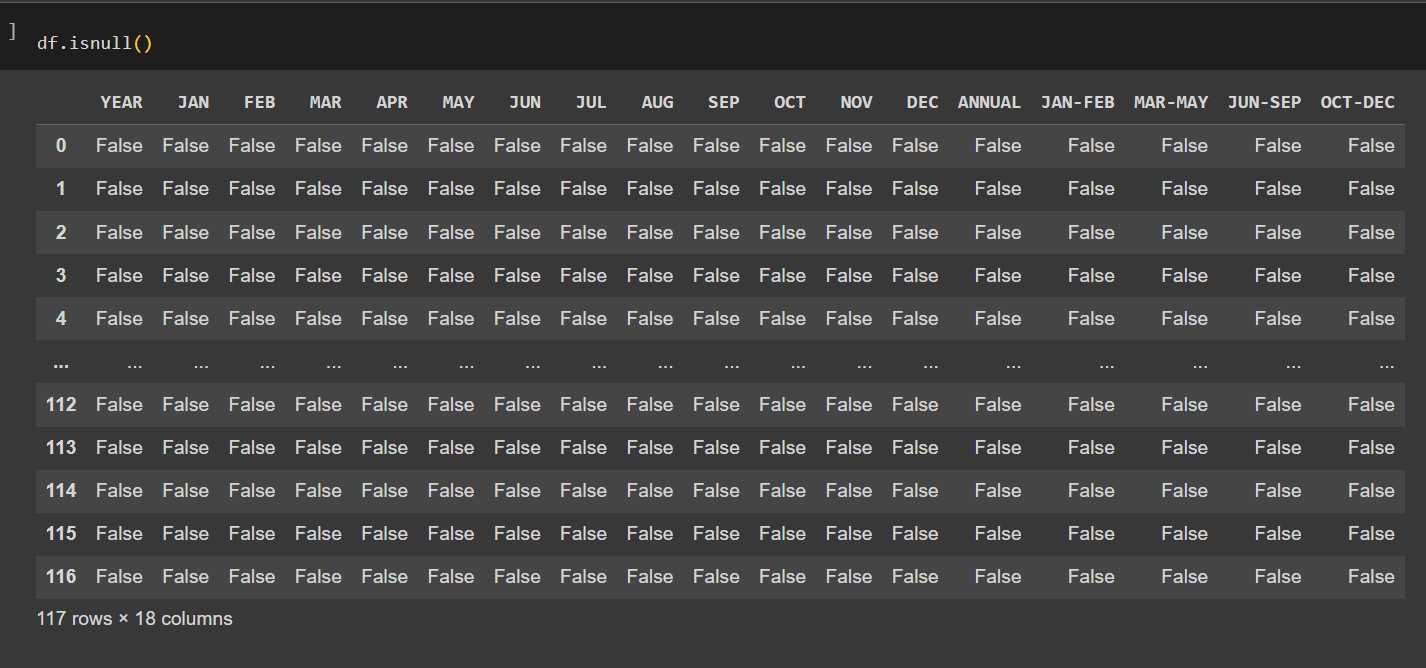 ]
df.isnull()
YEAR JAN FEB MAR APR MAY JUN JUL AUG SEP OCT NOV DEC ANNUAL JAN-FEB MAR-MAY JUN-SEP OCT-DEC
0 False False False False False False False False False False False False False False False False False False
1 False False False False False False False False False False False False False False False False False False
2 False False False False False False False False False False False False False False False False False False
3 False False False False False False False False False False False False False False False False False False
4 False False False False False False False False False False False False False False False False False False
... ... ... ... ... ... ... ... ... ... ... ... ... ... ... ... ... ... ...
112 False False False False False False False False False False False False False False False False False False
113 False False False False False False False False False False False False False False False False False False
114 False False False False False False False False False False False False False False False False False False
115 False False False False False False False False False False False False False False False False False False
116 False False False False False False False False False False False False False False False False False False
117 rows × 18 columns